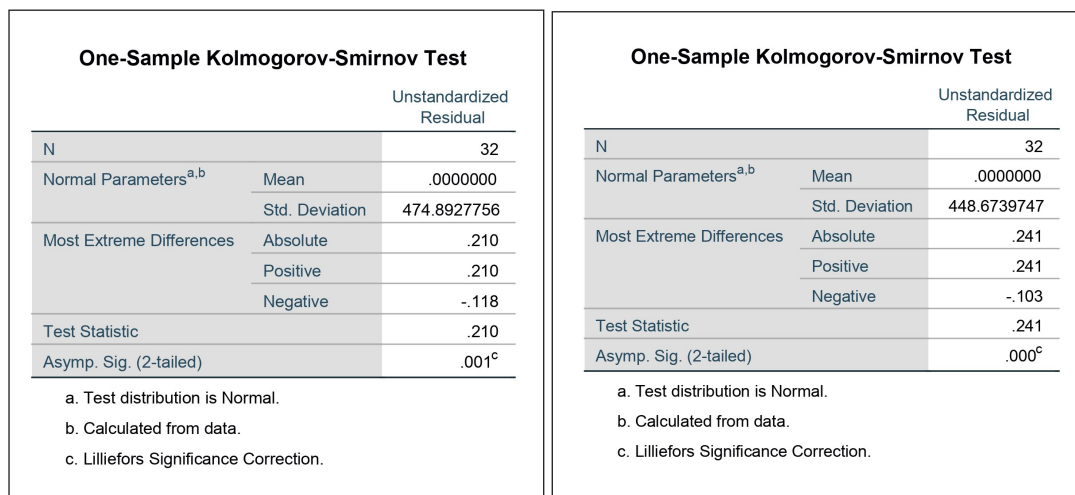 One-Sample Kolmogorov-Smirnov Test
Unstandardized
Residual
N 32
Normal Parametersa,b Mean .0000000
Std. Deviation 474.8927756
Most Extreme Differences Absolute .210
Positive .210
Negative -.118
Test Statistic .210
Asymp. Sig. (2-tailed) .001c
a. Test distribution is Normal.
b. Calculated from data.
c. Lilliefors Significance Correction.
One-Sample Kolmogorov-Smirnov Test
Unstandardized
Residual
N 32
Normal Parametersa,b Mean .0000000
Std. Deviation 448.6739747
Most Extreme Differences Absolute .241
Positive .241
Negative -.103
Test Statistic .241
Asymp. Sig. (2-tailed) .000c
a. Test distribution is Normal.
b. Calculated from data.
c. Lilliefors Significance Correction.